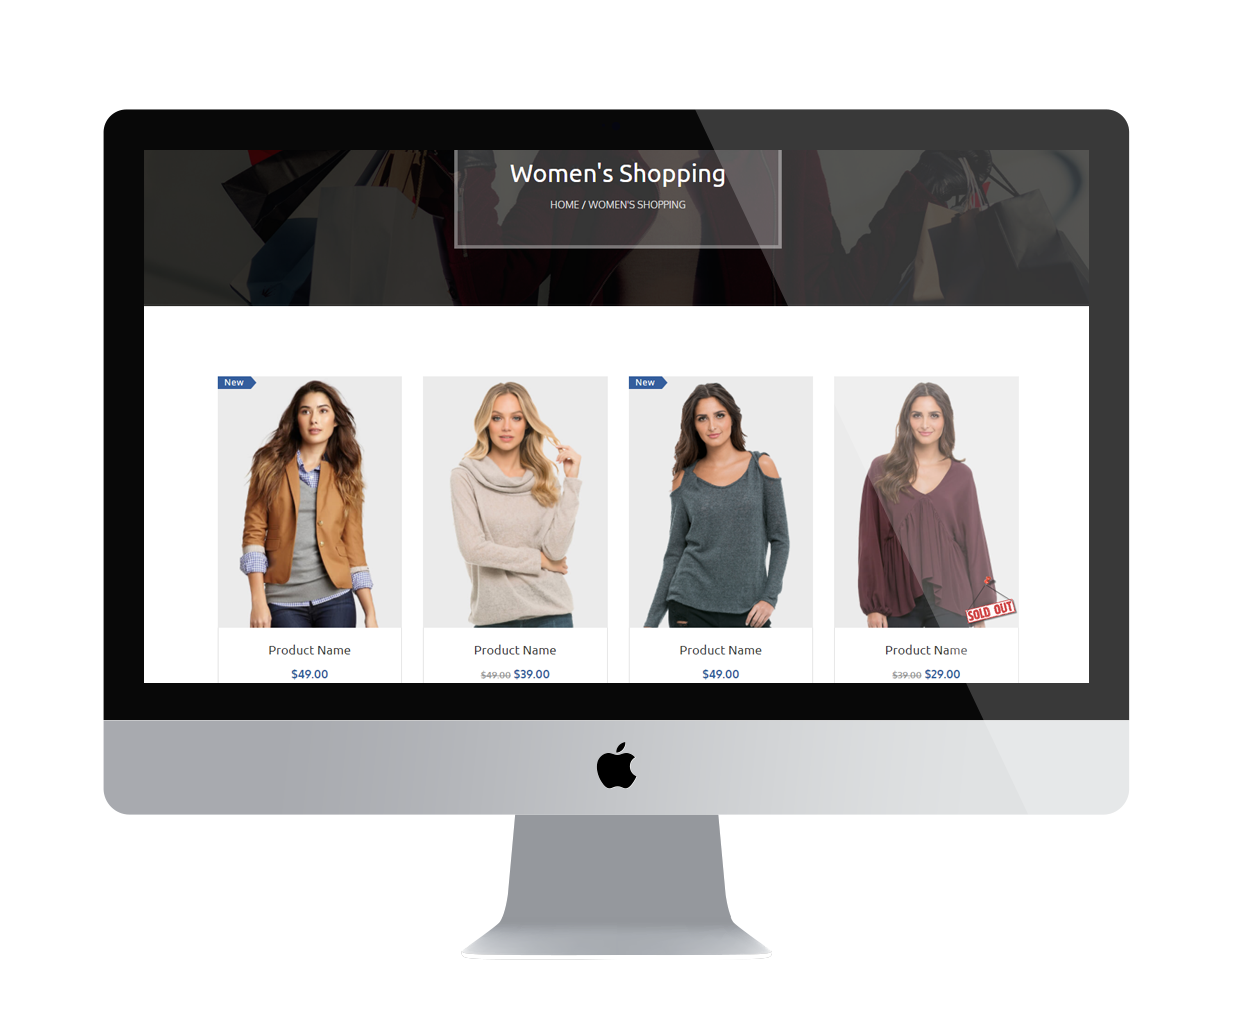 Women's Shopping
HOME / WOMEN'S SHOPPING
New
New
SOLD OUT
Product Name
Product Name
Product Name
Product Name
$49.00
$49.00 $39.00
$49.00
$39.00 $29.00